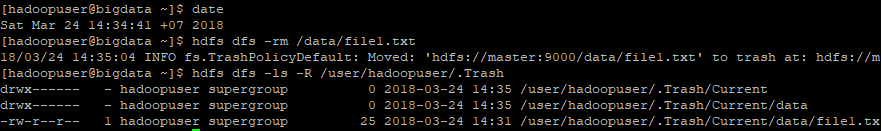 [hadoopuser@bigdata ~]$ date
Sat Mar 24 14:34:41 +07 2018
[hadoopuser@bigdata ~]$ hdfs dfs -rm /data/file1.txt
18/03/24 14:35:04 INFO fs.TrashPolicyDefault: Moved: 'hdfs://master:9000/data/file1.txt' to trash at: hdfs://m
[hadoopuser@bigdata ~]$ hdfs dfs -ls -R /user/hadoopuser/.Trash
drwx------ - hadoopuser supergroup 0 2018-03-24 14:35 /user/hadoopuser/.Trash/Current
drwx------ - hadoopuser supergroup 0 2018-03-24 14:35 /user/hadoopuser/.Trash/Current/data
-rw-r--r-- 1 hadoopuser supergroup 25 2018-03-24 14:31 /user/hadoopuser/.Trash/Current/data/file1.tx